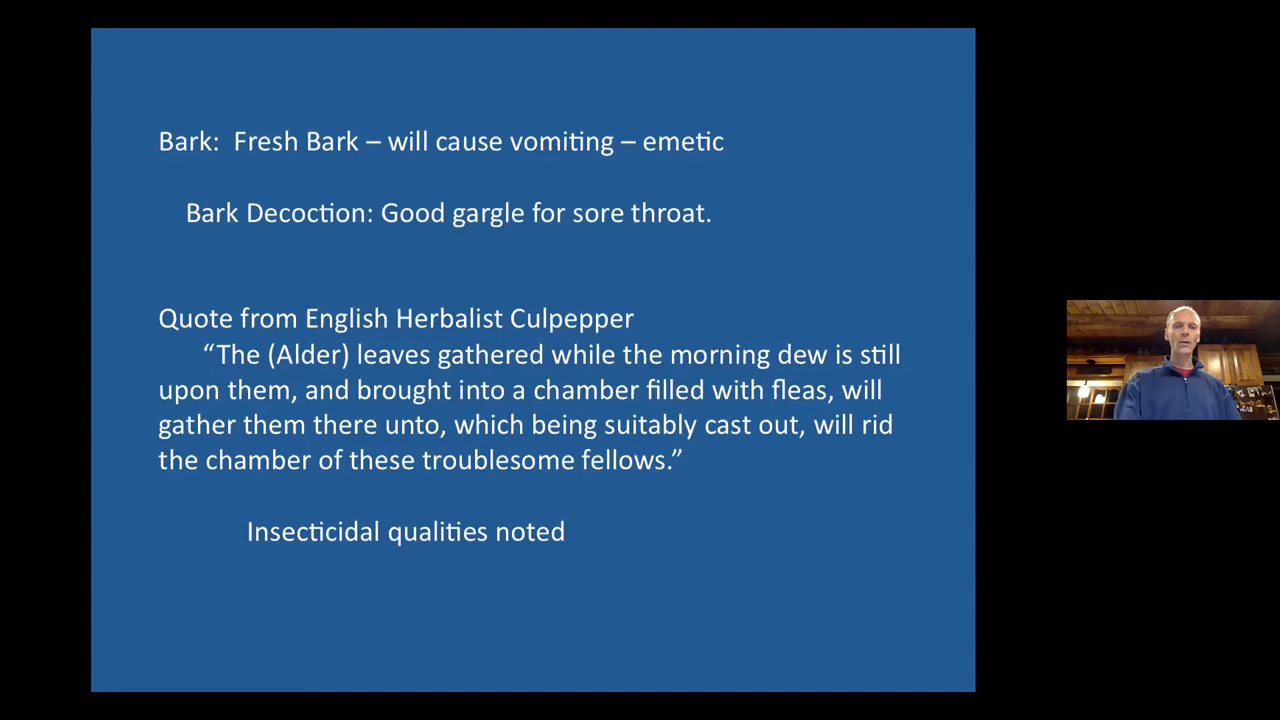 Bark:  Fresh Bark – will cause vomiting – emetic
Bark Decoction: Good gargle for sore throat.
Quote from English Herbalist Culpepper
“The (Alder) leaves gathered while the morning dew is still
upon them, and brought into a chamber filled with fleas, will
gather them there unto, which being suitably cast out, will rid
the chamber of these troublesome fellows.”
Insecticidal qualities noted